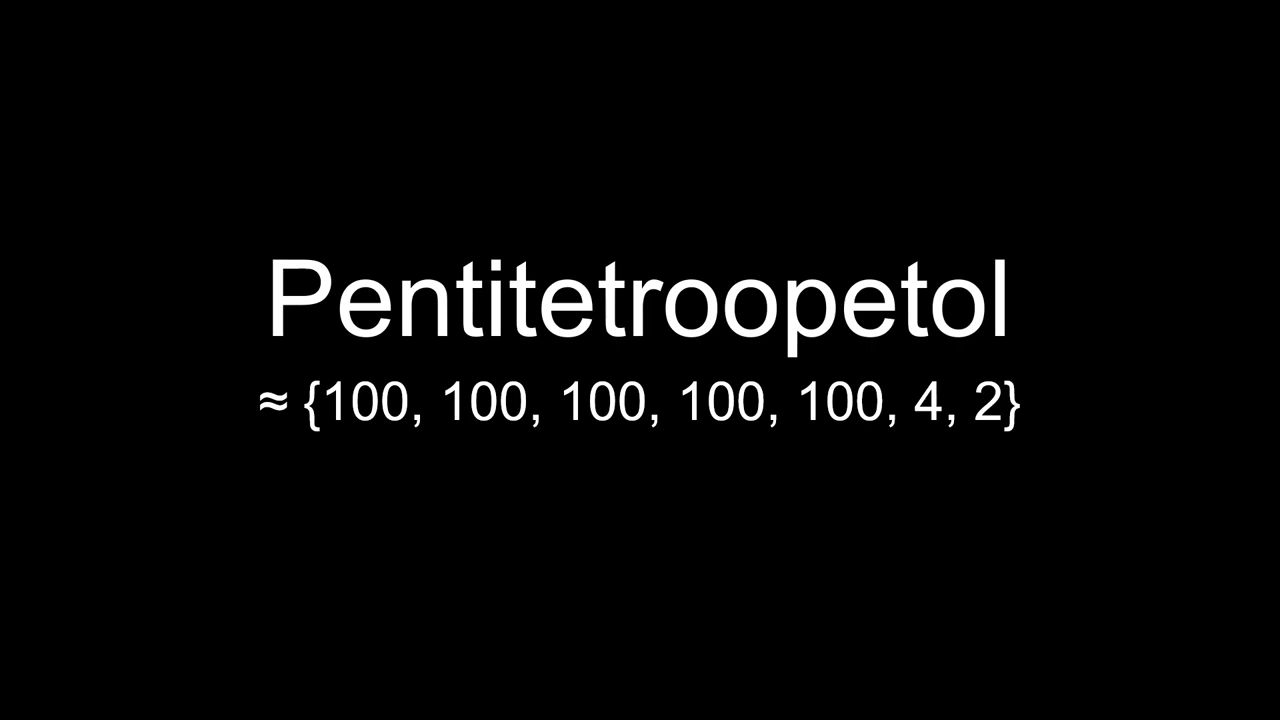 Pentitetroopetol
≈ {100, 100, 100, 100, 100, 4, 2}